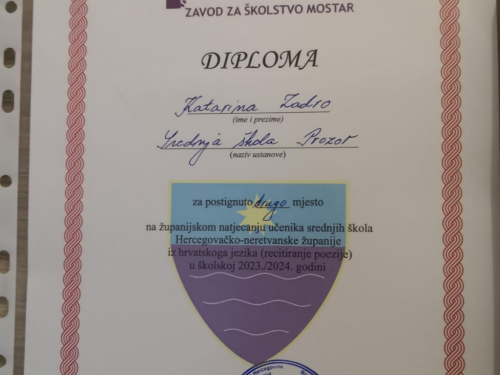 ZAVOD ZA ŠKOLSTVO MOSTAR
DIPLOMA
Katarina Zadro
(ime i prezime)
Srednja škola Prozor
(naziv ustanove)
za postignuto drugo mjesto
na županijskom natjecanju učenika srednjih škola
Hercegovačko-neretvanske županije
iz hrvatskoga jezika (recitiranje poezije)
u školskoj 2023./2024. godini